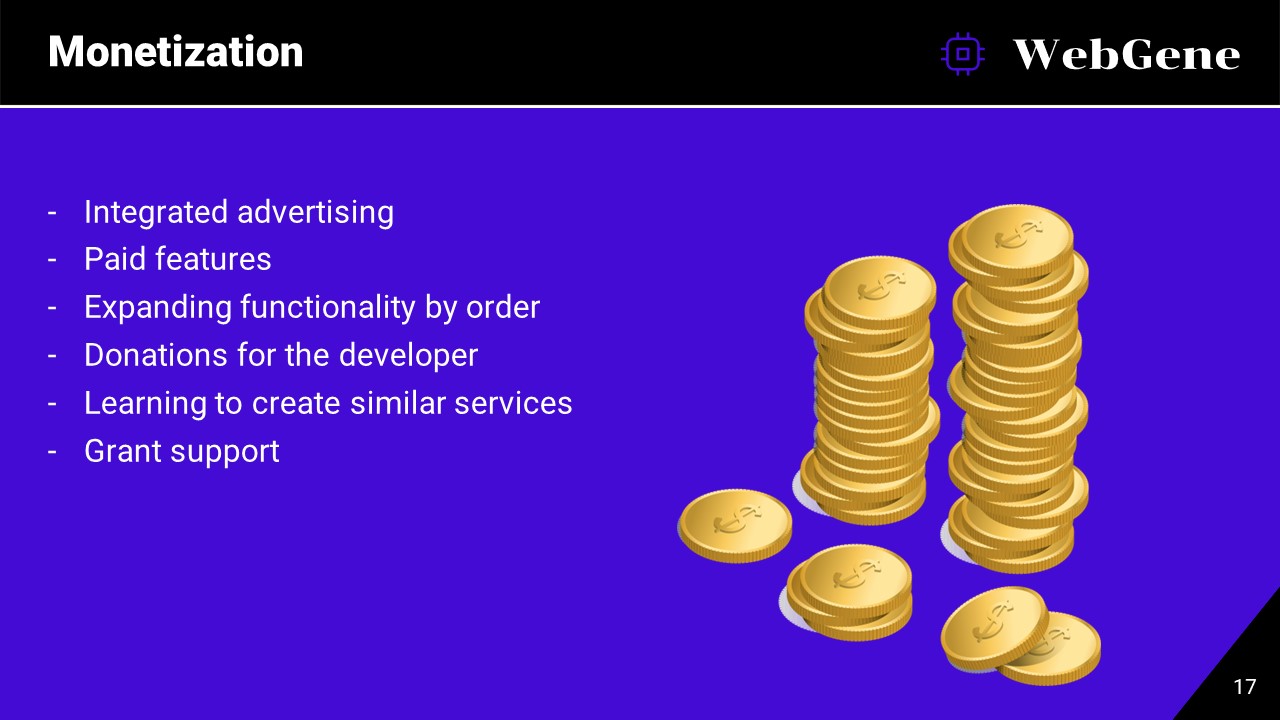 Monetization
WebGene
- Integrated advertising
- Paid features
- Expanding functionality by order
- Donations for the developer
- Learning to create similar services
- Grant support
17